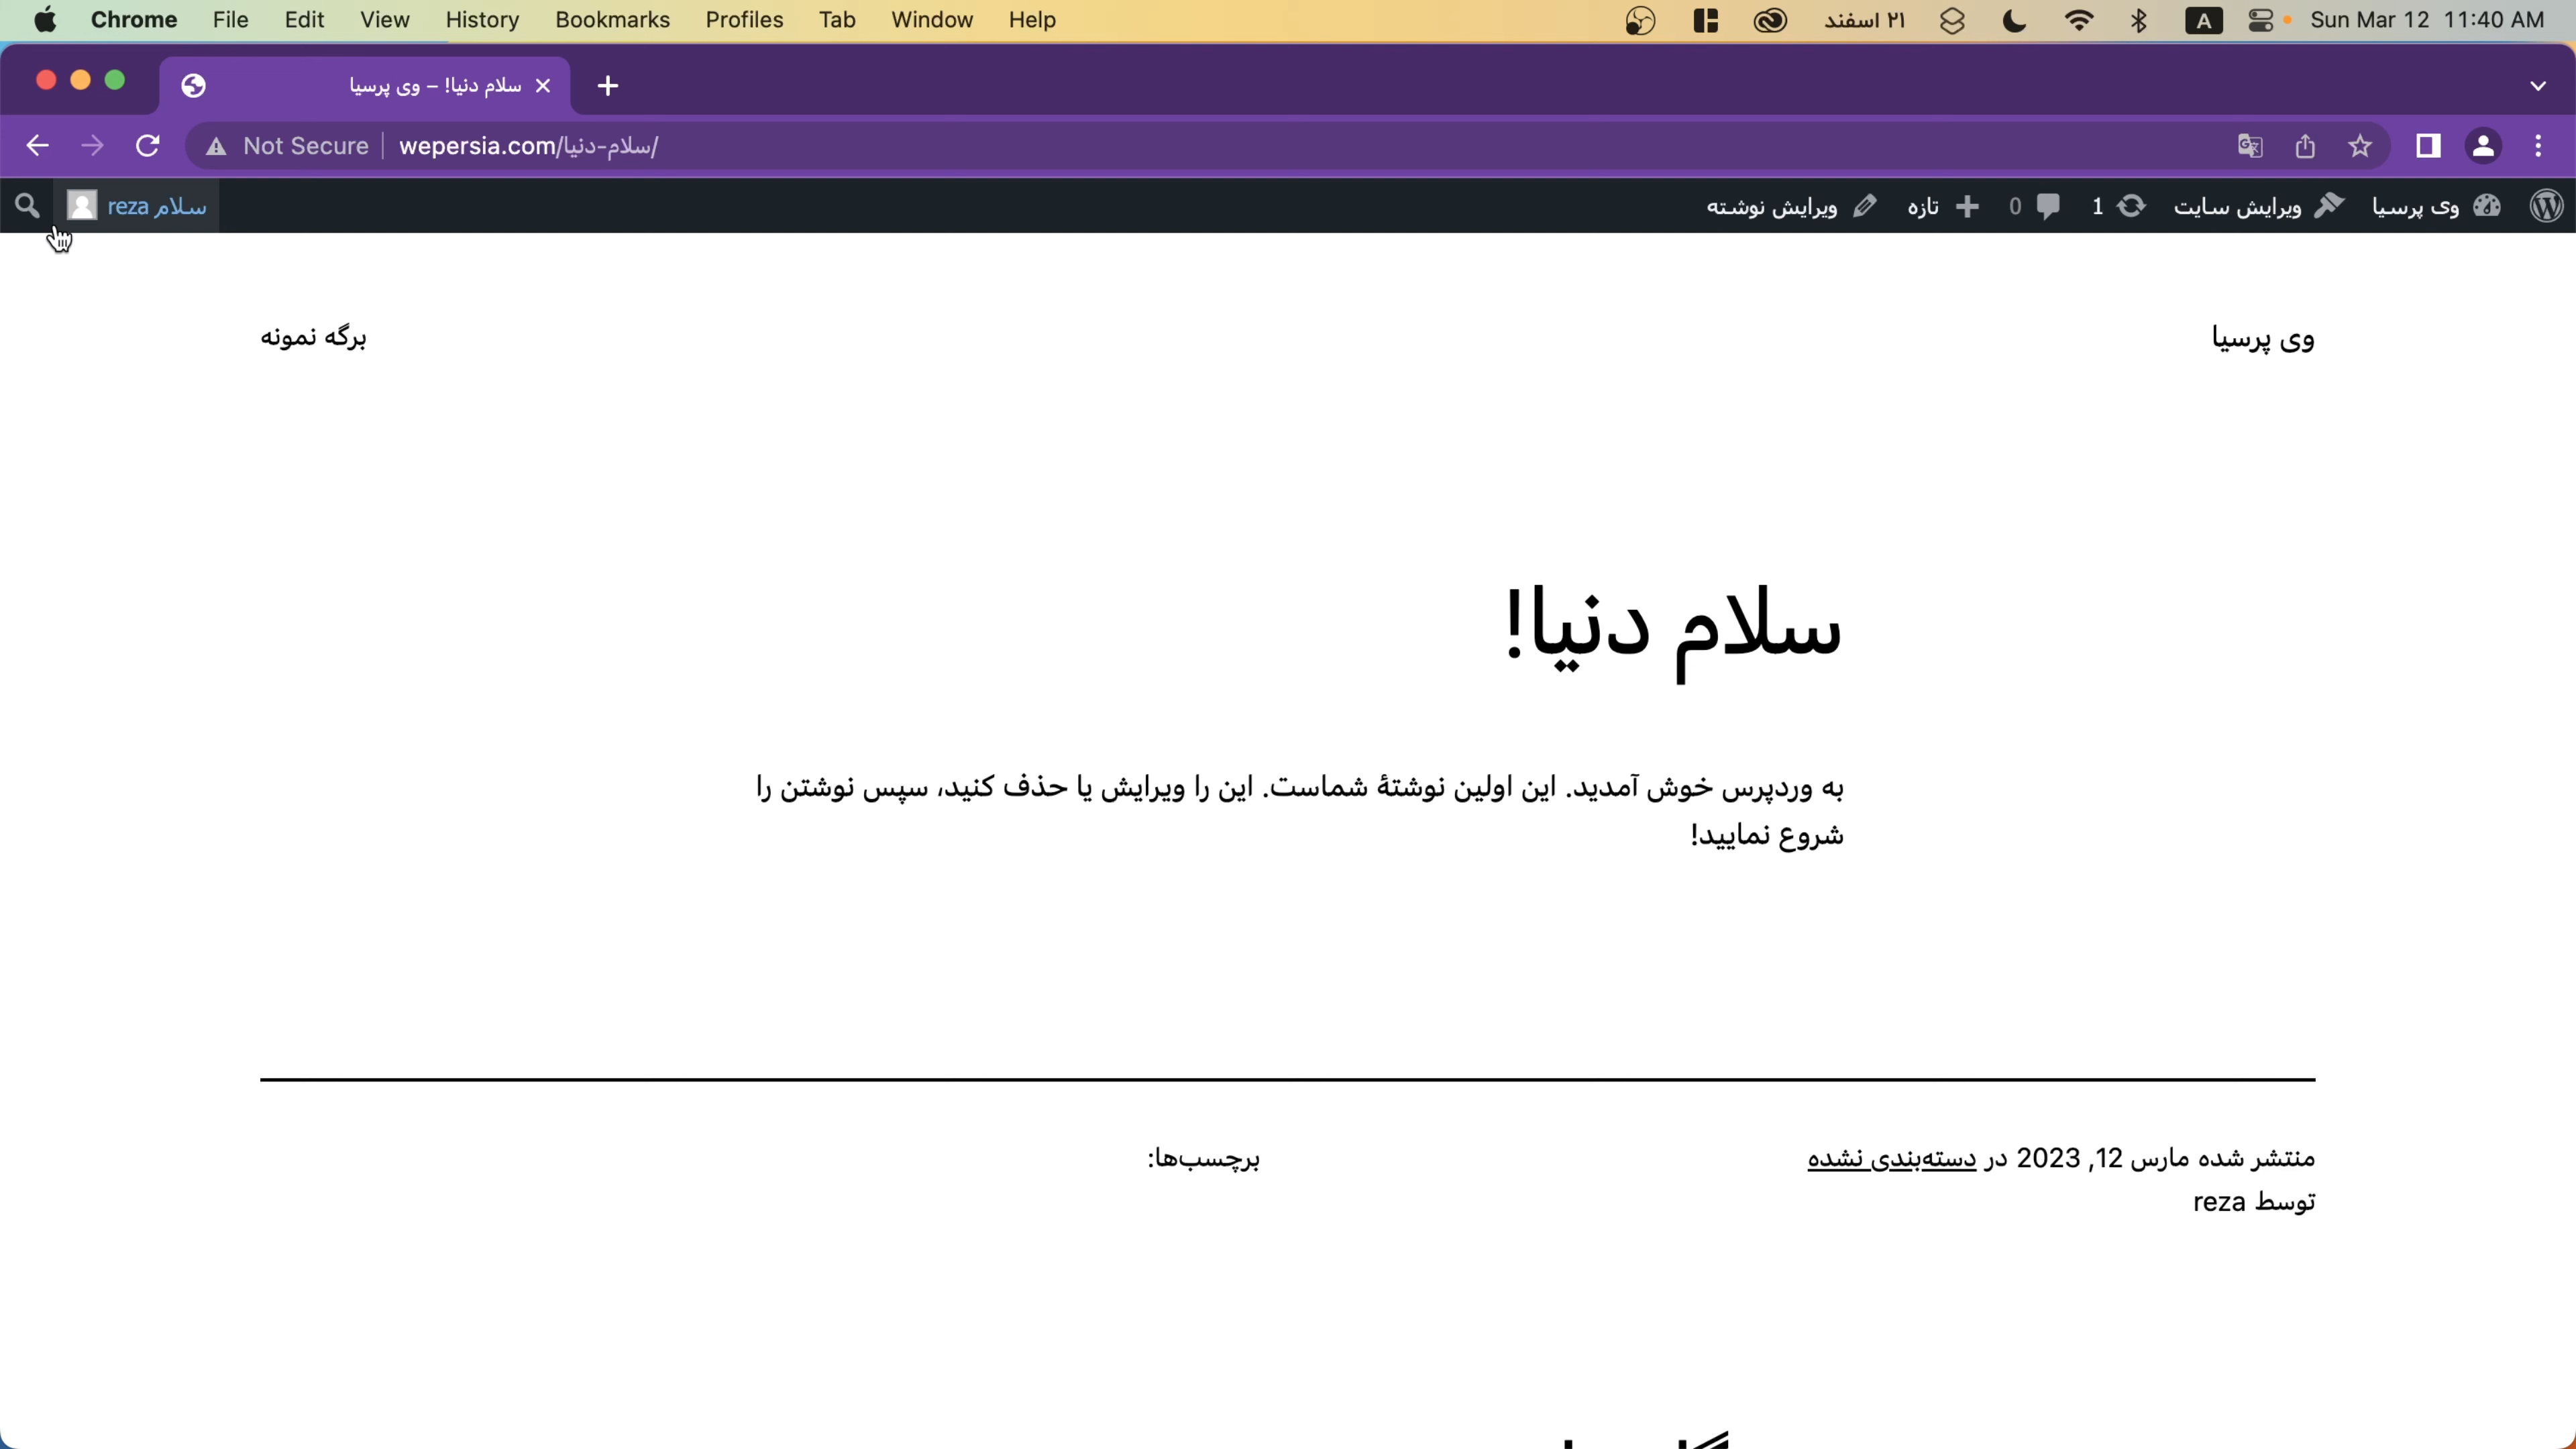 Chrome File Edit View History Bookmarks Profiles Tab Window Help ۲۱ اسفند A Sun Mar 12 11:40 AM
سلام دنیا! – وی پرسیا
Not Secure wepersia.com/سلام-دنیا/
وی پرسیا ویرایش سایت 1 0 تازه ویرایش نوشته سلام reza
وی پرسیا برگه نمونه
سلام دنیا!
به وردپرس خوش آمدید. این اولین نوشتهٔ شماست. این را ویرایش یا حذف کنید، سپس نوشتن را
شروع نمایید!
منتشر شده مارس 12, 2023 در دسته‌بندی نشده برچسب‌ها:
توسط reza